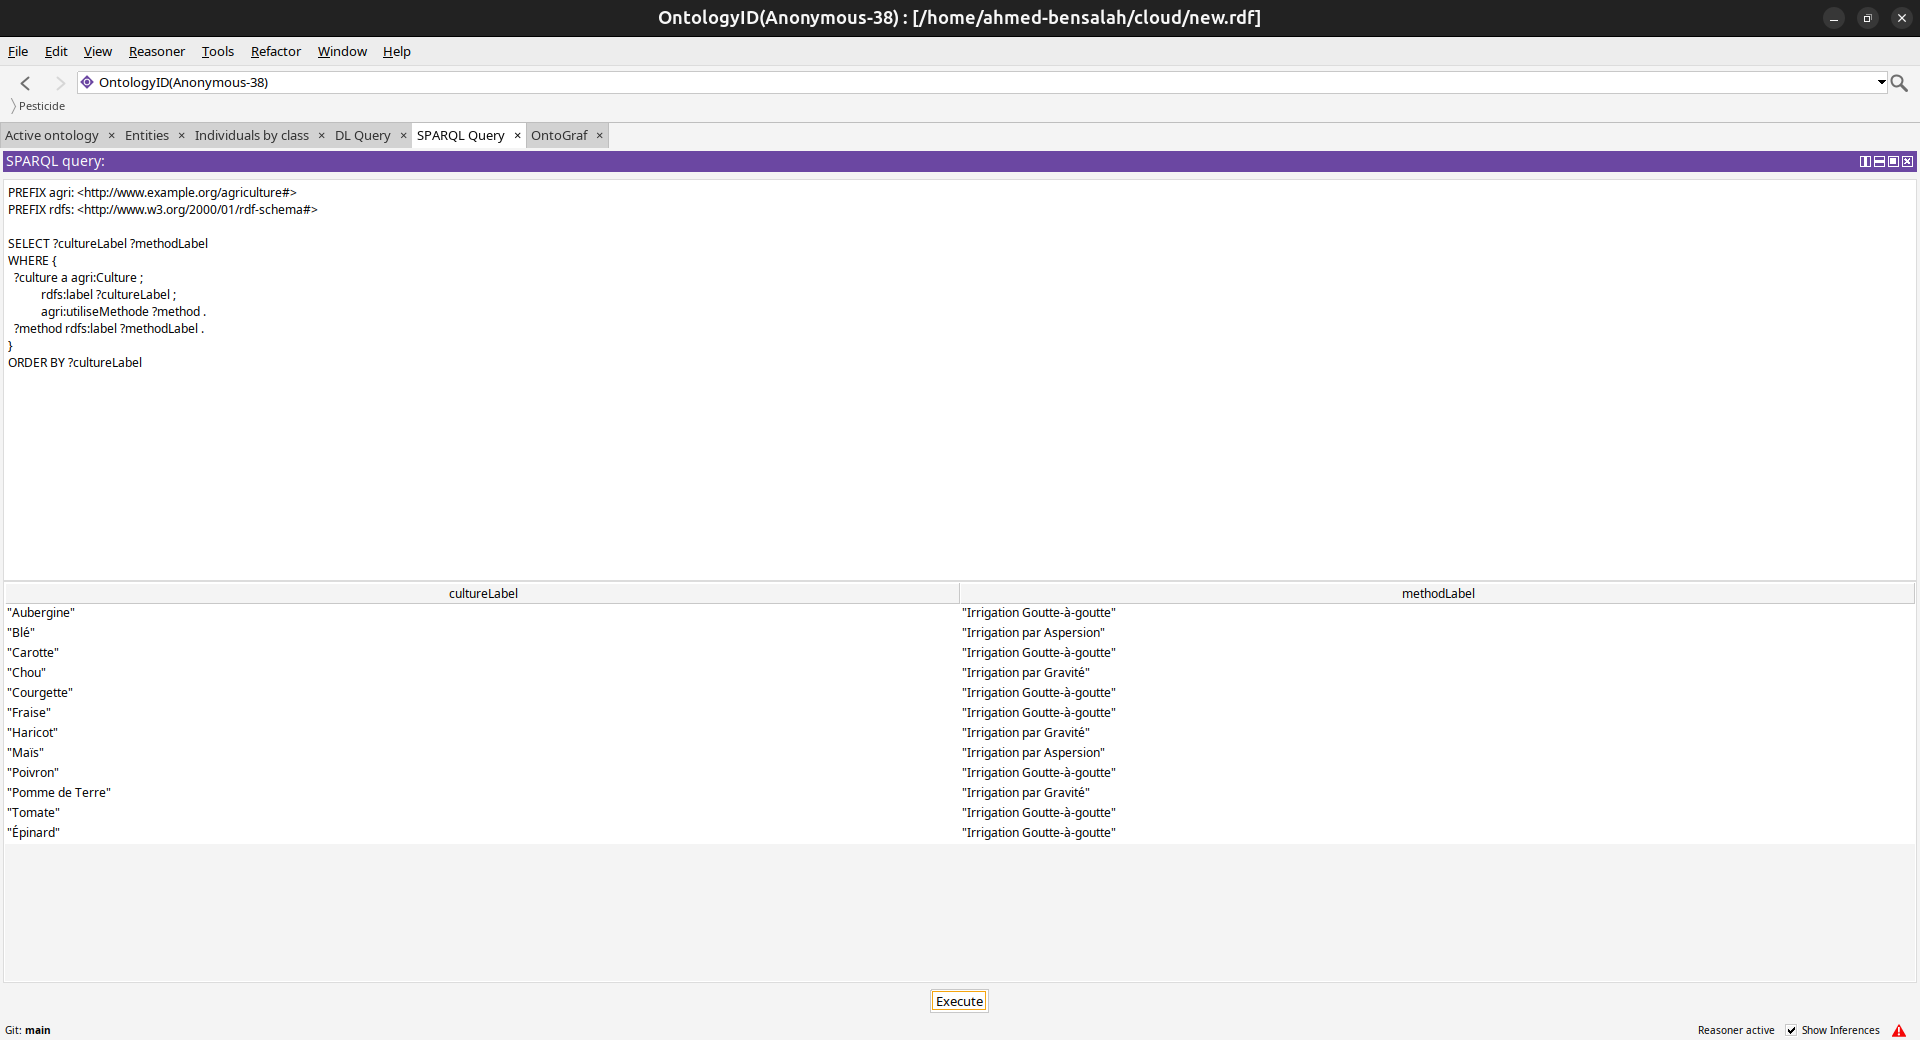 OntologyID(Anonymous-38) : [/home/ahmed-bensalah/cloud/new.rdf]
File Edit View Reasoner Tools Refactor Window Help
OntologyID(Anonymous-38)
Pesticide
Active ontology × Entities × Individuals by class × DL Query × SPARQL Query × OntoGraf ×
SPARQL query:
PREFIX agri: <http://www.example.org/agriculture#>
PREFIX rdfs: <http://www.w3.org/2000/01/rdf-schema#>
SELECT ?cultureLabel ?methodLabel
WHERE {
?culture a agri:Culture ;
rdfs:label ?cultureLabel ;
agri:utiliseMethode ?method .
?method rdfs:label ?methodLabel .
}
ORDER BY ?cultureLabel
cultureLabel methodLabel
"Aubergine" "Irrigation Goutte-à-goutte"
"Blé" "Irrigation par Aspersion"
"Carotte" "Irrigation Goutte-à-goutte"
"Chou" "Irrigation par Gravité"
"Courgette" "Irrigation Goutte-à-goutte"
"Fraise" "Irrigation Goutte-à-goutte"
"Haricot" "Irrigation par Gravité"
"Maïs" "Irrigation par Aspersion"
"Poivron" "Irrigation Goutte-à-goutte"
"Pomme de Terre" "Irrigation par Gravité"
"Tomate" "Irrigation Goutte-à-goutte"
"Épinard" "Irrigation Goutte-à-goutte"
Execute
Git: main Reasoner active Show Inferences